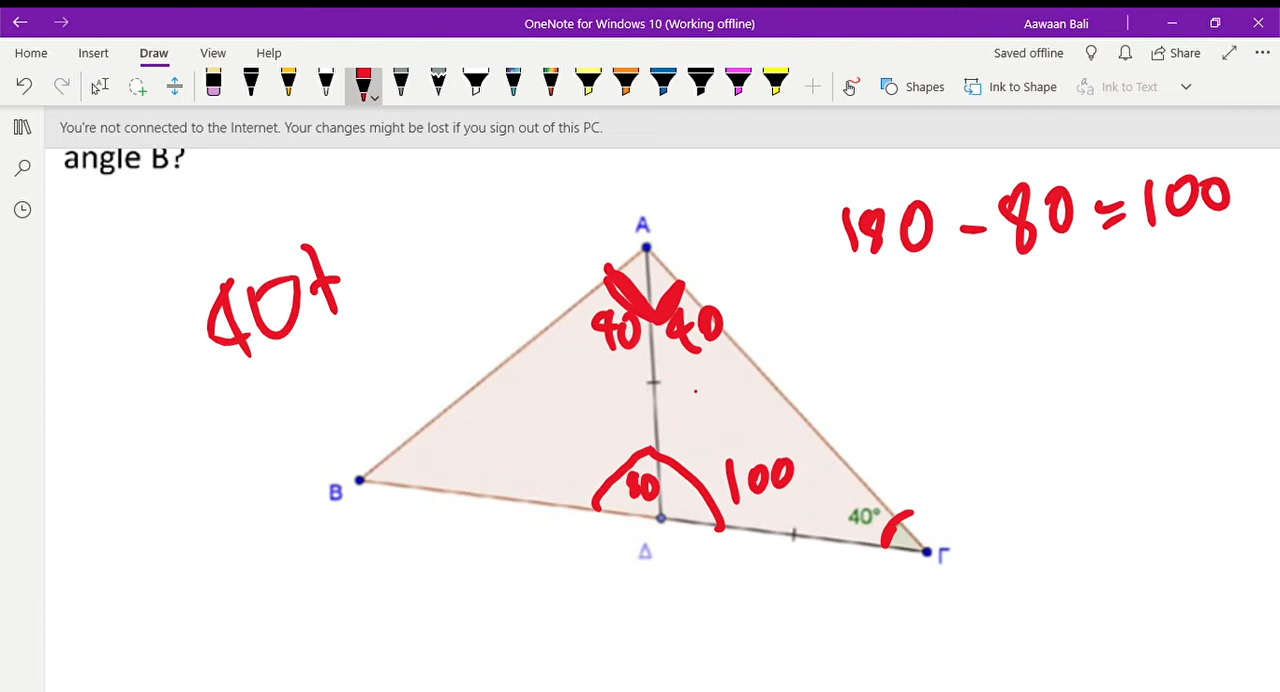 OneNote for Windows 10 (Working offline)
Aawaan Bali
Home Insert Draw View Help
Saved offline
Share
Shapes
Ink to Shape
Ink to Text
You're not connected to the Internet. Your changes might be lost if you sign out of this PC.
angle B?
180 - 80 = 100
A
40+
40 40
B
80
100
40°
Δ
Γ